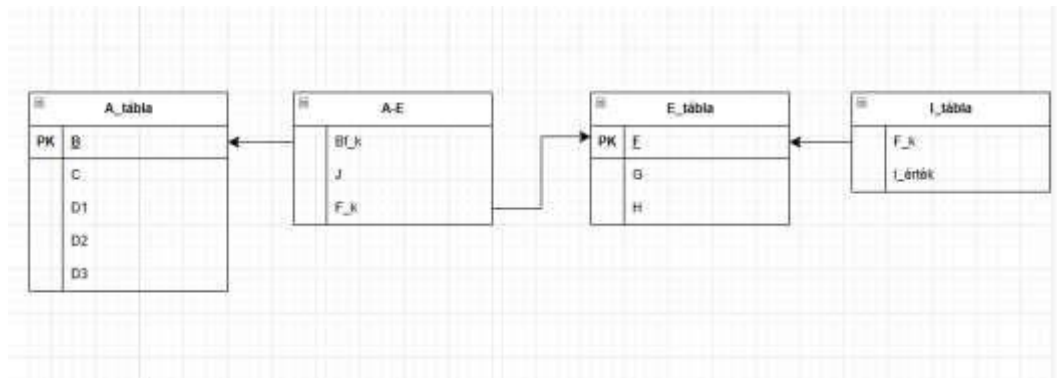 A_tábla
PK B
C
D1
D2
D3
A-E
Bf_k
J
F_k
E_tábla
PK F
G
H
I_tábla
F_k
I_érték